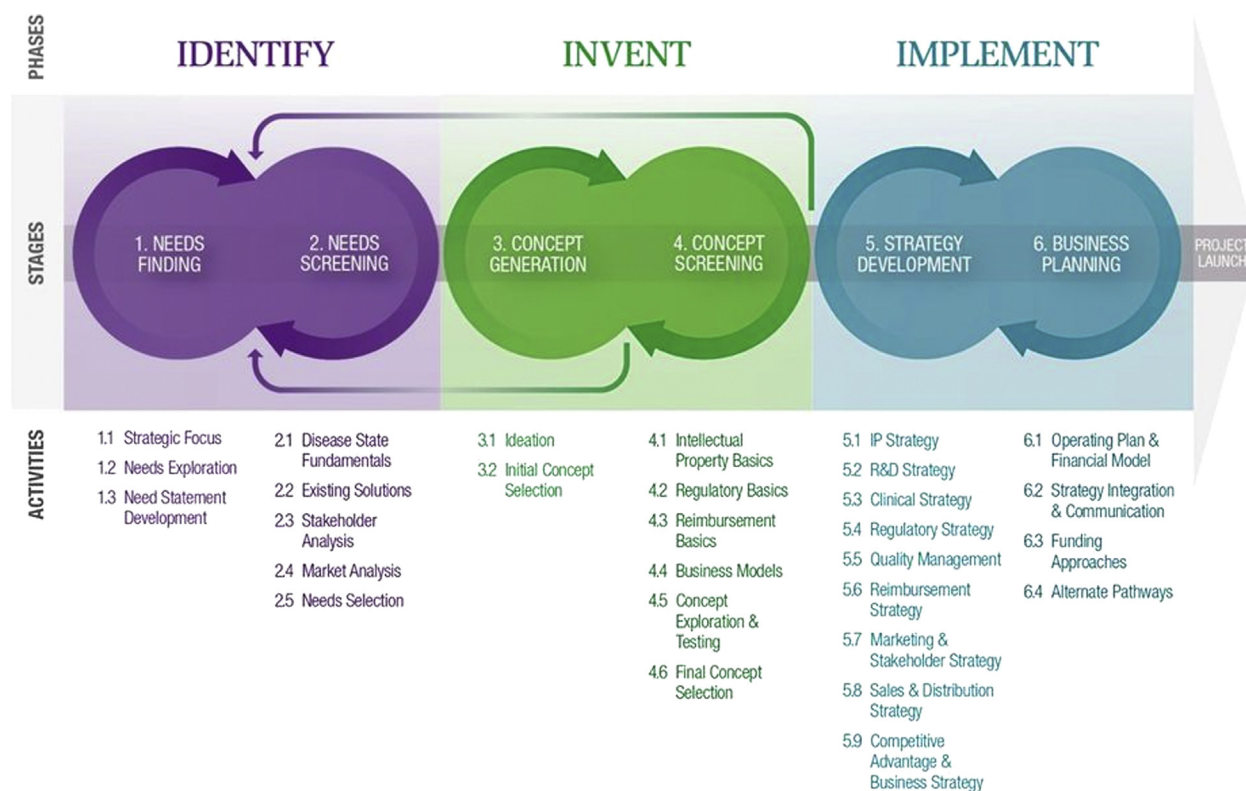 PHASES
IDENTIFY
INVENT
IMPLEMENT
STAGES
1. NEEDS
FINDING
2. NEEDS
SCREENING
3. CONCEPT
GENERATION
4. CONCEPT
SCREENING
5. STRATEGY
DEVELOPMENT
6. BUSINESS
PLANNING
PROJECT
LAUNCH
ACTIVITIES
1.1 Strategic Focus
1.2 Needs Exploration
1.3 Need Statement
Development
2.1 Disease State
Fundamentals
2.2 Existing Solutions
2.3 Stakeholder
Analysis
2.4 Market Analysis
2.5 Needs Selection
3.1 Ideation
3.2 Initial Concept
Selection
4.1 Intellectual
Property Basics
4.2 Regulatory Basics
4.3 Reimbursement
Basics
4.4 Business Models
4.5 Concept
Exploration &
Testing
4.6 Final Concept
Selection
5.1 IP Strategy
5.2 R&D Strategy
5.3 Clinical Strategy
5.4 Regulatory Strategy
5.5 Quality Management
5.6 Reimbursement
Strategy
5.7 Marketing &
Stakeholder Strategy
5.8 Sales & Distribution
Strategy
5.9 Competitive
Advantage &
Business Strategy
6.1 Operating Plan &
Financial Model
6.2 Strategy Integration
& Communication
6.3 Funding
Approaches
6.4 Alternate Pathways